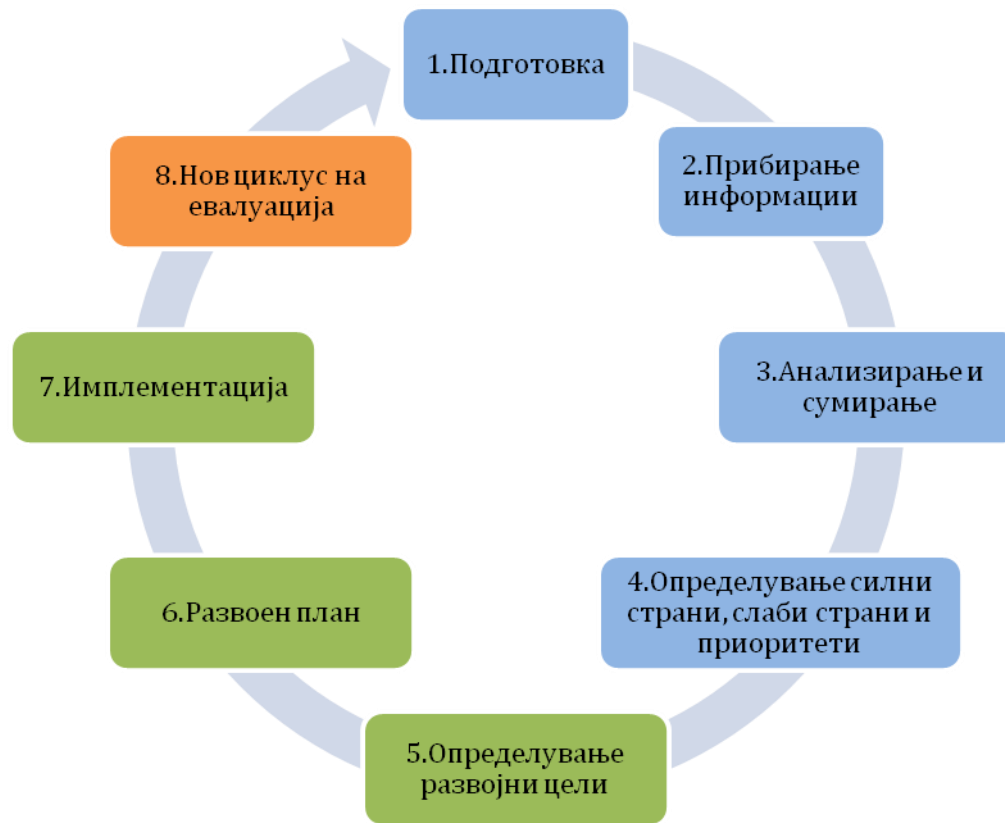 1.Подготовка
2.Прибирање
информации
3.Анализирање и
сумирање
4.Определување силни
страни, слаби страни и
приоритети
5.Определување
развојни цели
6.Развоен план
7.Имплементација
8.Нов циклус на
евалуација